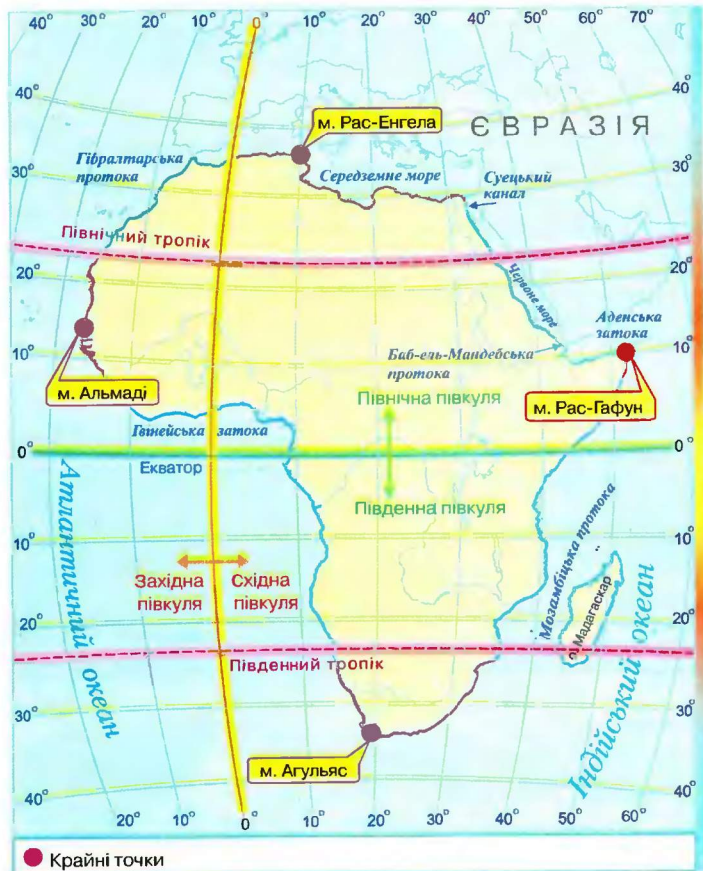 40° 30° 20° 10° 0° 10° 20° 30° 40° 50° 60° 70°
40° 40°
м. Рас-Енгела
ЄВРАЗІЯ
Гібралтарська
протока
30° 30°
Середземне море
Суецький
канал
Північний тропік
20° 20°
Червоне море
Аденська
затока
10° 10°
Баб-ель-Мандебська
протока
м. Альмаді
м. Рас-Гафун
Північна півкуля
Гвінейська затока
0° 0°
Екватор
Атлантичний океан
Південна півкуля
10° 10°
Західна
півкуля
Східна
півкуля
Мозамбіцька протока
о. Мадагаскар
20° 20°
Південний тропік
30° 30°
Індійський океан
м. Агульяс
40° 40°
20° 10° 0° 10° 20° 30° 40° 50° 60°
Крайні точки